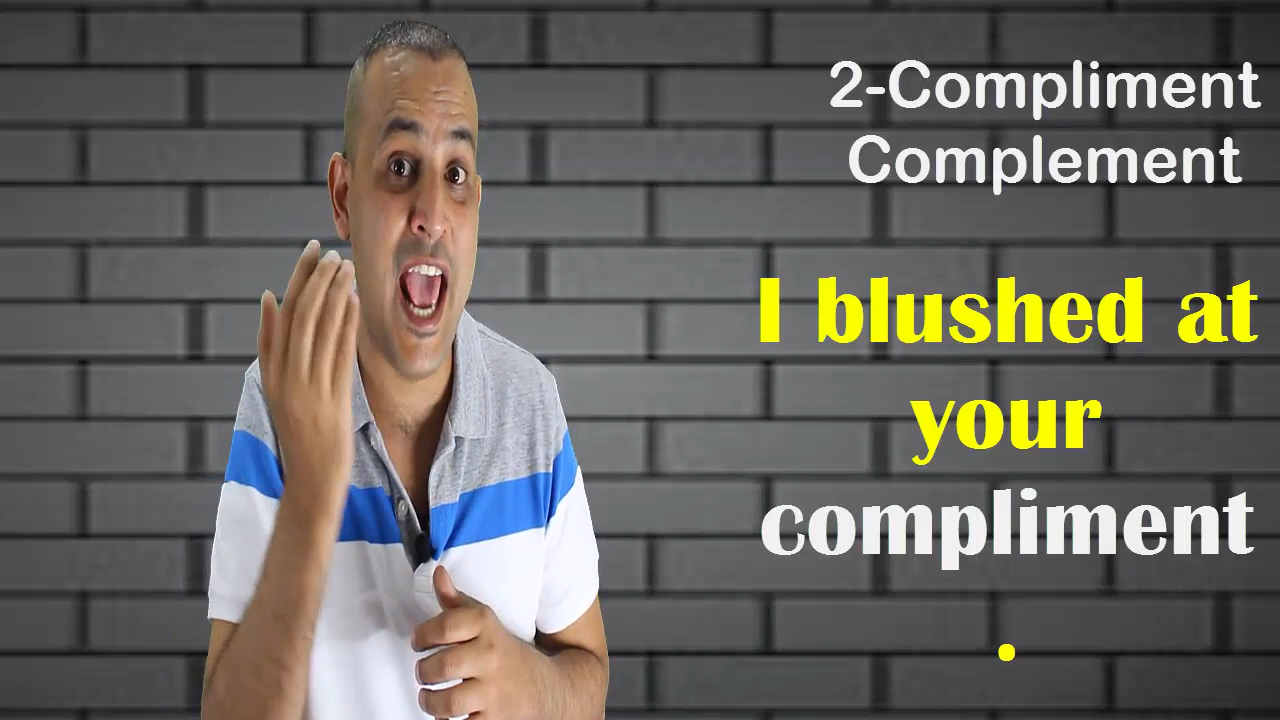 2-Compliment
Complement
I blushed at
your
compliment
.